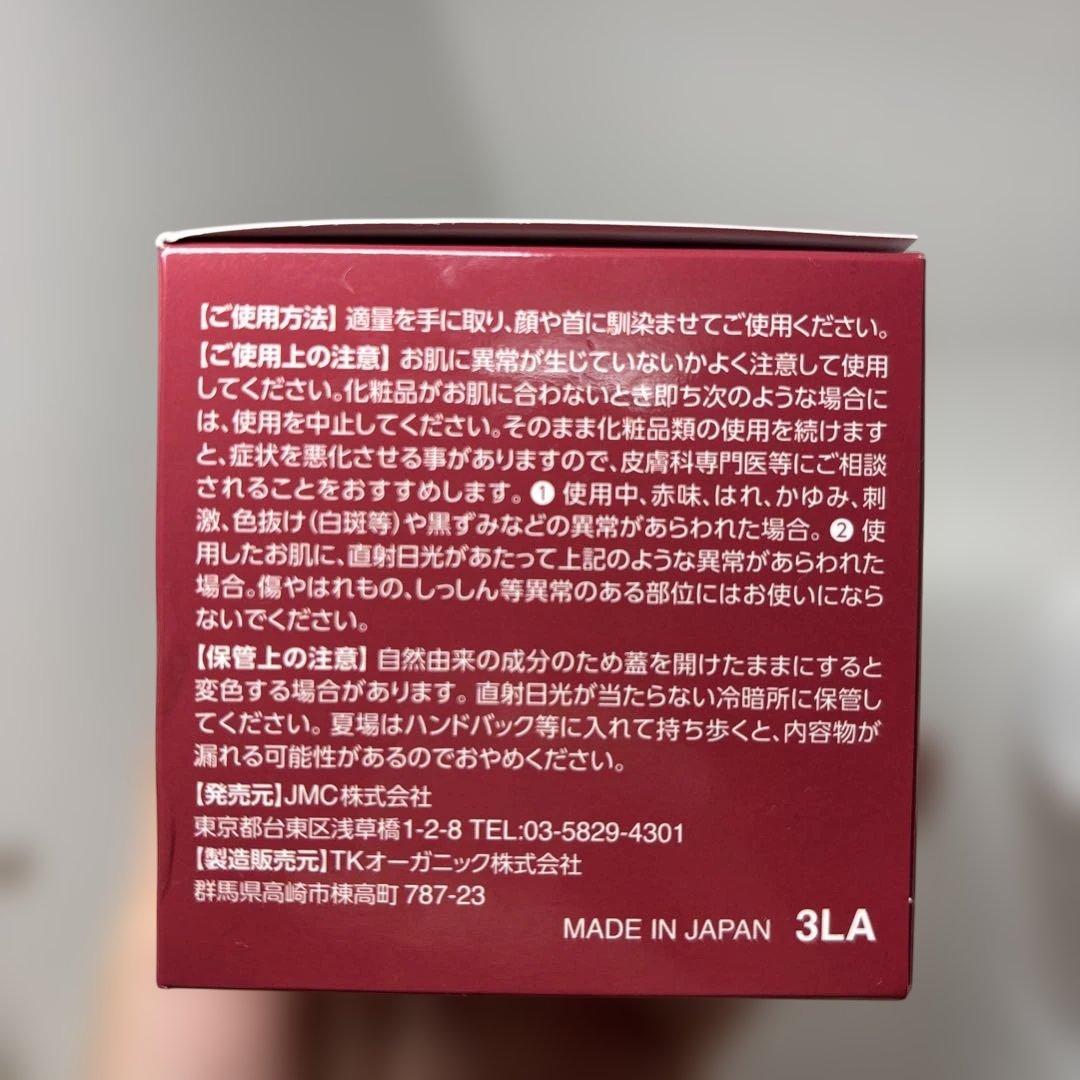 【ご使用方法】適量を手に取り、顔や首に馴染ませてご使用ください。
【ご使用上の注意】お肌に異常が生じていないかよく注意して使用
してください。化粧品がお肌に合わないとき即ち次のような場合に
は、使用を中止してください。そのまま化粧品類の使用を続けます
と、症状を悪化させる事がありますので、皮膚科専門医等にご相談
されることをおすすめします。❶ 使用中、赤味、はれ、かゆみ、刺
激、色抜け(白斑等)や黒ずみなどの異常があらわれた場合。❷ 使
用したお肌に、直射日光があたって上記のような異常があらわれた
場合。傷やはれもの、しっしん等異常のある部位にはお使いになら
ないでください。
【保管上の注意】自然由来の成分のため蓋を開けたままにすると
変色する場合があります。直射日光が当たらない冷暗所に保管し
てください。夏場はハンドバック等に入れて持ち歩くと、内容物が
漏れる可能性があるのでおやめください。
【発売元】JMC株式会社
東京都台東区浅草橋1-2-8 TEL:03-5829-4301
【製造販売元】TKオーガニック株式会社
群馬県高崎市棟高町 787-23
MADE IN JAPAN 3LA